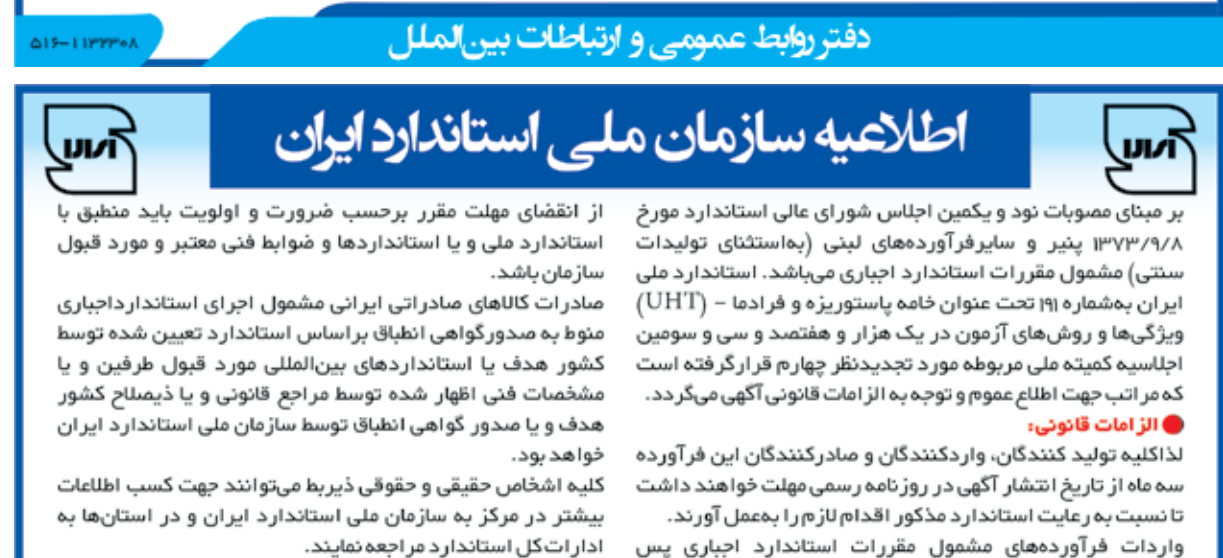 دفتر روابط عمومی و ارتباطات بین‌الملل
۵۱۶-۱۱۳۲۳۰۸
اطلاعیه سازمان ملی استاندارد ایران
بر مبنای مصوبات نود و یکمین اجلاس شورای عالی استاندارد مورخ
۱۳۷۳/۹/۸ پنیر و سایرفرآورده‌های لبنی (به‌استثنای تولیدات
سنتی) مشمول مقررات استاندارد اجباری می‌باشد. استاندارد ملی
ایران به‌شماره ۱۹۱ تحت عنوان خامه پاستوریزه و فرادما – (UHT)
ویژگی‌ها و روش‌های آزمون در یک هزار و هفتصد و سی و سومین
اجلاسیه کمیته ملی مربوطه مورد تجدیدنظر چهارم قرارگرفته است
که مراتب جهت اطلاع عموم و توجه به الزامات قانونی آگهی می‌گردد.
الزامات قانونی:
لذاکلیه تولید کنندگان، واردکنندگان و صادرکنندگان این فرآورده
سه ماه از تاریخ انتشار آگهی در روزنامه رسمی مهلت خواهند داشت
تا نسبت به رعایت استاندارد مذکور اقدام لازم را به‌عمل آورند.
واردات فرآورده‌های مشمول مقررات استاندارد اجباری پس
از انقضای مهلت مقرر برحسب ضرورت و اولویت باید منطبق با
استاندارد ملی و یا استانداردها و ضوابط فنی معتبر و مورد قبول
سازمان باشد.
صادرات کالاهای صادراتی ایرانی مشمول اجرای استاندارداجباری
منوط به صدورگواهی انطباق براساس استاندارد تعیین شده توسط
کشور هدف یا استانداردهای بین‌المللی مورد قبول طرفین و یا
مشخصات فنی اظهار شده توسط مراجع قانونی و یا ذیصلاح کشور
هدف و یا صدور گواهی انطباق توسط سازمان ملی استاندارد ایران
خواهد بود.
کلیه اشخاص حقیقی و حقوقی ذیربط می‌توانند جهت کسب اطلاعات
بیشتر در مرکز به سازمان ملی استاندارد ایران و در استان‌ها به
ادارات‌کل استاندارد مراجعه نمایند.